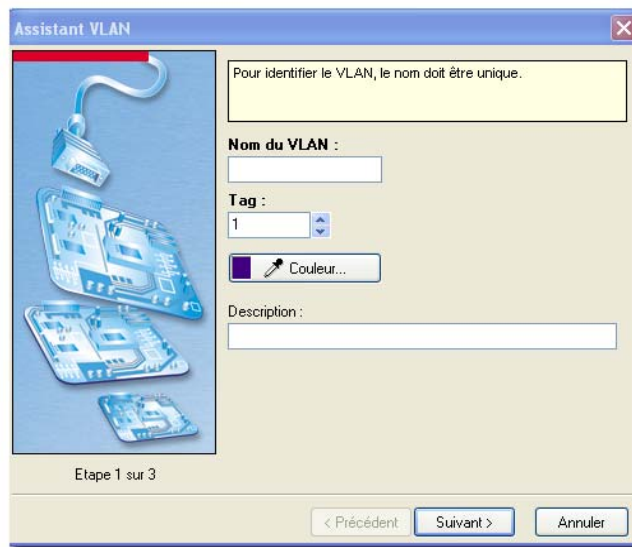 Assistant VLAN
Pour identifier le VLAN, le nom doit être unique.
Nom du VLAN :
Tag :
1
Couleur...
Description :
Etape 1 sur 3
< Précédent
Suivant >
Annuler